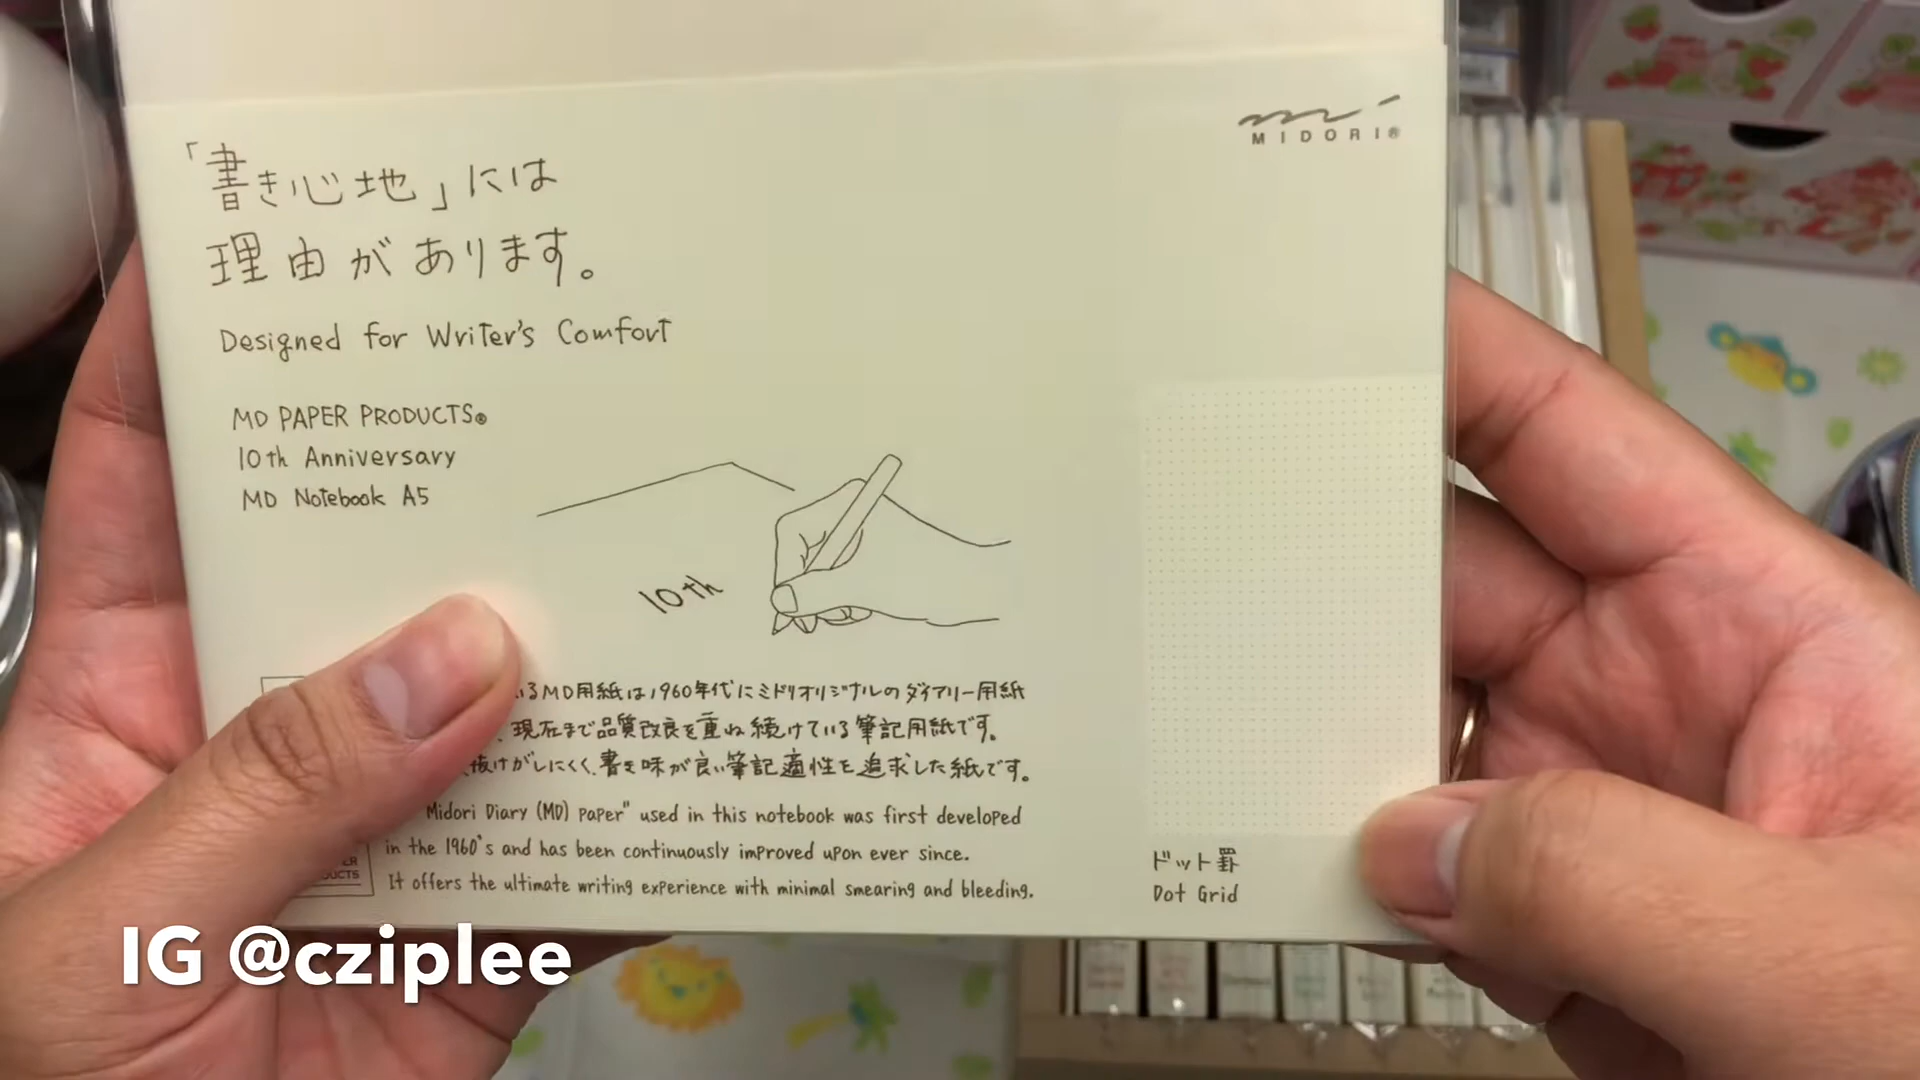 MIDORI®
「書き心地」には
理由があります。
Designed for Writer's Comfort
MD PAPER PRODUCTS®
10th Anniversary
MD Notebook A5
10th
いるMD用紙は1960年代にミドリオリジナルのダイアリー用紙
、現在まで品質改良を重ね続けている筆記用紙です。
抜けがしにくく、書き味が良い筆記適性を追求した紙です。
Midori Diary (MD) Paper" used in this notebook was first developed
in the 1960's and has been continuously improved upon ever since.
It offers the ultimate writing experience with minimal smearing and bleeding.
ドット罫
Dot Grid
IG @cziplee